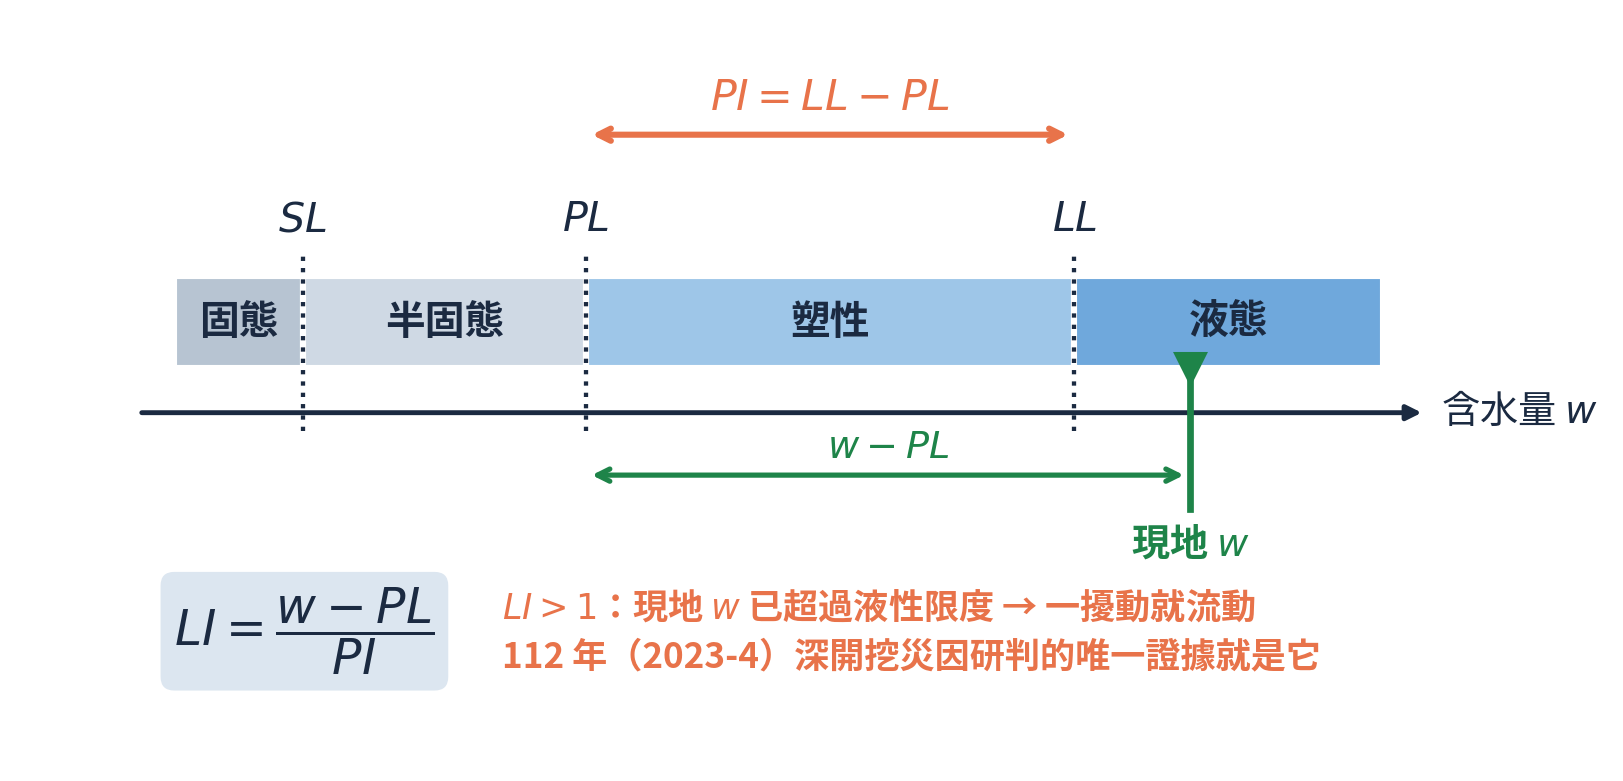 PI = LL − PL
SL
PL
LL
固態
半固態
塑性
液態
含水量 w
w − PL
現地 w
LI = (w − PL) / PI
LI > 1：現地 w 已超過液性限度 → 一擾動就流動
112 年（2023-4）深開挖災因研判的唯一證據就是它